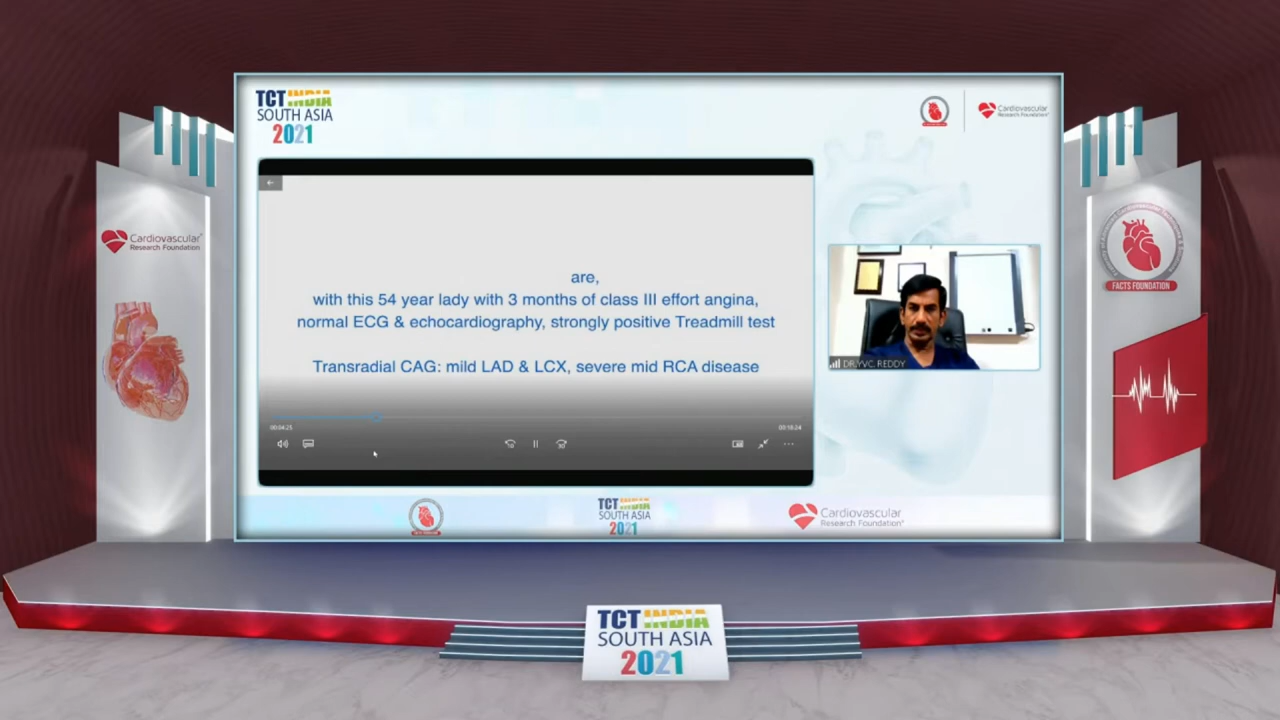 TCT INDIA
SOUTH ASIA
2021
Cardiovascular
Research Foundation®
are,
with this 54 year lady with 3 months of class III effort angina,
normal ECG & echocardiography, strongly positive Treadmill test
Transradial CAG: mild LAD & LCX, severe mid RCA disease
00:04:25
DR.YVC. REDDY
Cardiovascular
Research Foundation®
FACTS FOUNDATION
TCT INDIA
SOUTH ASIA
2021
Cardiovascular
Research Foundation®
TCT INDIA
SOUTH ASIA
2021